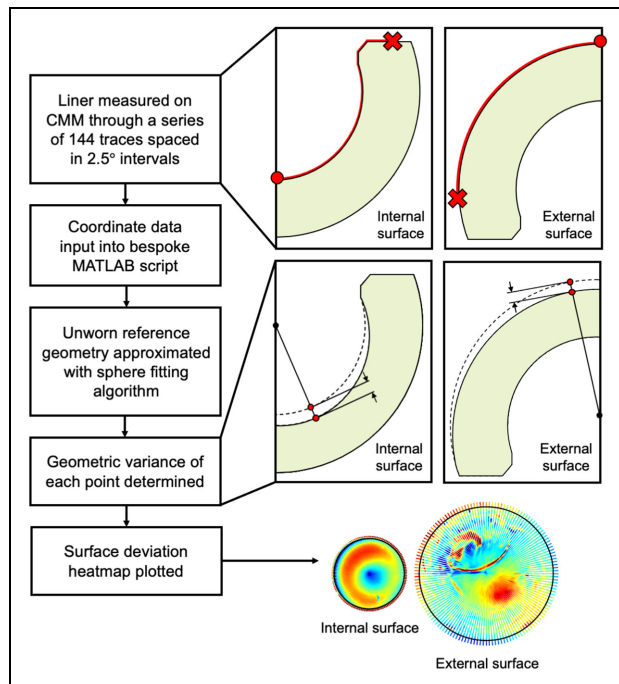 Liner measured on
CMM through a series
of 144 traces spaced
in 2.5° intervals
Internal
surface
External
surface
Coordinate data
input into bespoke
MATLAB script
Unworn reference
geometry approximated
with sphere fitting
algorithm
Geometric variance of
each point determined
Internal
surface
External
surface
Surface deviation
heatmap plotted
Internal surface
External surface